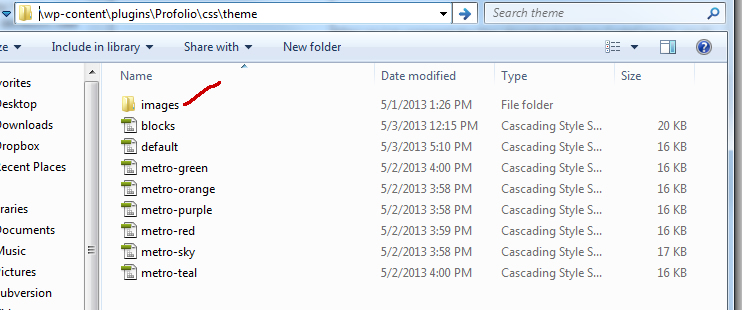 \wp-content\plugins\Profolio\css\theme
Search theme
ze Include in library Share with New folder
Name Date modified Type Size
images 5/1/2013 1:26 PM File folder
blocks 5/3/2013 12:15 PM Cascading Style S... 20 KB
default 5/3/2013 5:10 PM Cascading Style S... 16 KB
metro-green 5/2/2013 4:00 PM Cascading Style S... 16 KB
metro-orange 5/2/2013 3:58 PM Cascading Style S... 16 KB
metro-purple 5/2/2013 3:58 PM Cascading Style S... 16 KB
metro-red 5/2/2013 3:59 PM Cascading Style S... 16 KB
metro-sky 5/2/2013 3:58 PM Cascading Style S... 17 KB
metro-teal 5/2/2013 4:00 PM Cascading Style S... 16 KB
vorites
Desktop
Downloads
Dropbox
Recent Places
raries
Documents
Music
Pictures
Subversion
Videos